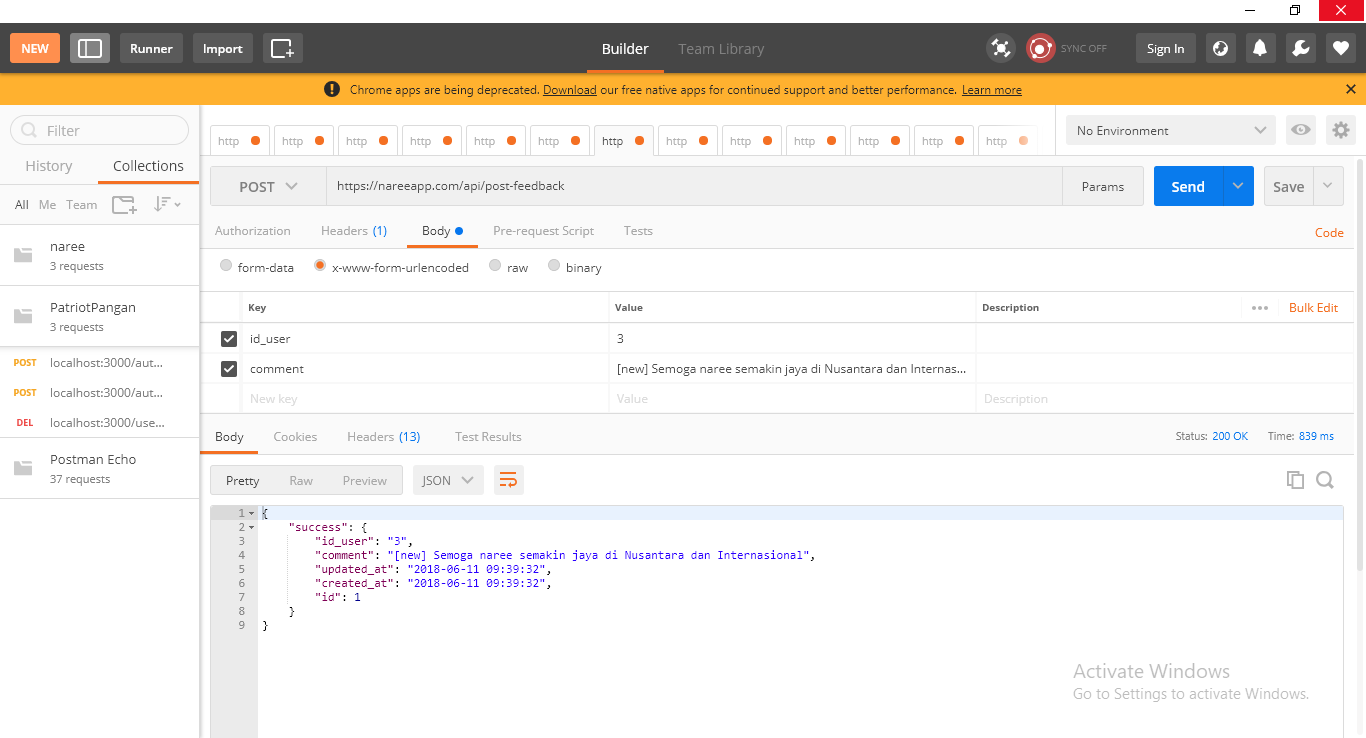 NEW Runner Import Builder Team Library SYNC OFF Sign In
Chrome apps are being deprecated. Download our free native apps for continued support and better performance. Learn more
Filter
History Collections
All Me Team
naree
3 requests
PatriotPangan
3 requests
POST localhost:3000/aut...
POST localhost:3000/aut...
DEL localhost:3000/use...
Postman Echo
37 requests
http http http http http http http http http http http http http
No Environment
POST https://nareeapp.com/api/post-feedback Params Send Save
Authorization Headers (1) Body Pre-request Script Tests Code
form-data x-www-form-urlencoded raw binary
Key Value Description ••• Bulk Edit
id_user 3
comment [new] Semoga naree semakin jaya di Nusantara dan Internas...
New key Value Description
Body Cookies Headers (13) Test Results Status: 200 OK Time: 839 ms
Pretty Raw Preview JSON
1 {
2 "success": {
3 "id_user": "3",
4 "comment": "[new] Semoga naree semakin jaya di Nusantara dan Internasional",
5 "updated_at": "2018-06-11 09:39:32",
6 "created_at": "2018-06-11 09:39:32",
7 "id": 1
8 }
9 }
Activate Windows
Go to Settings to activate Windows.